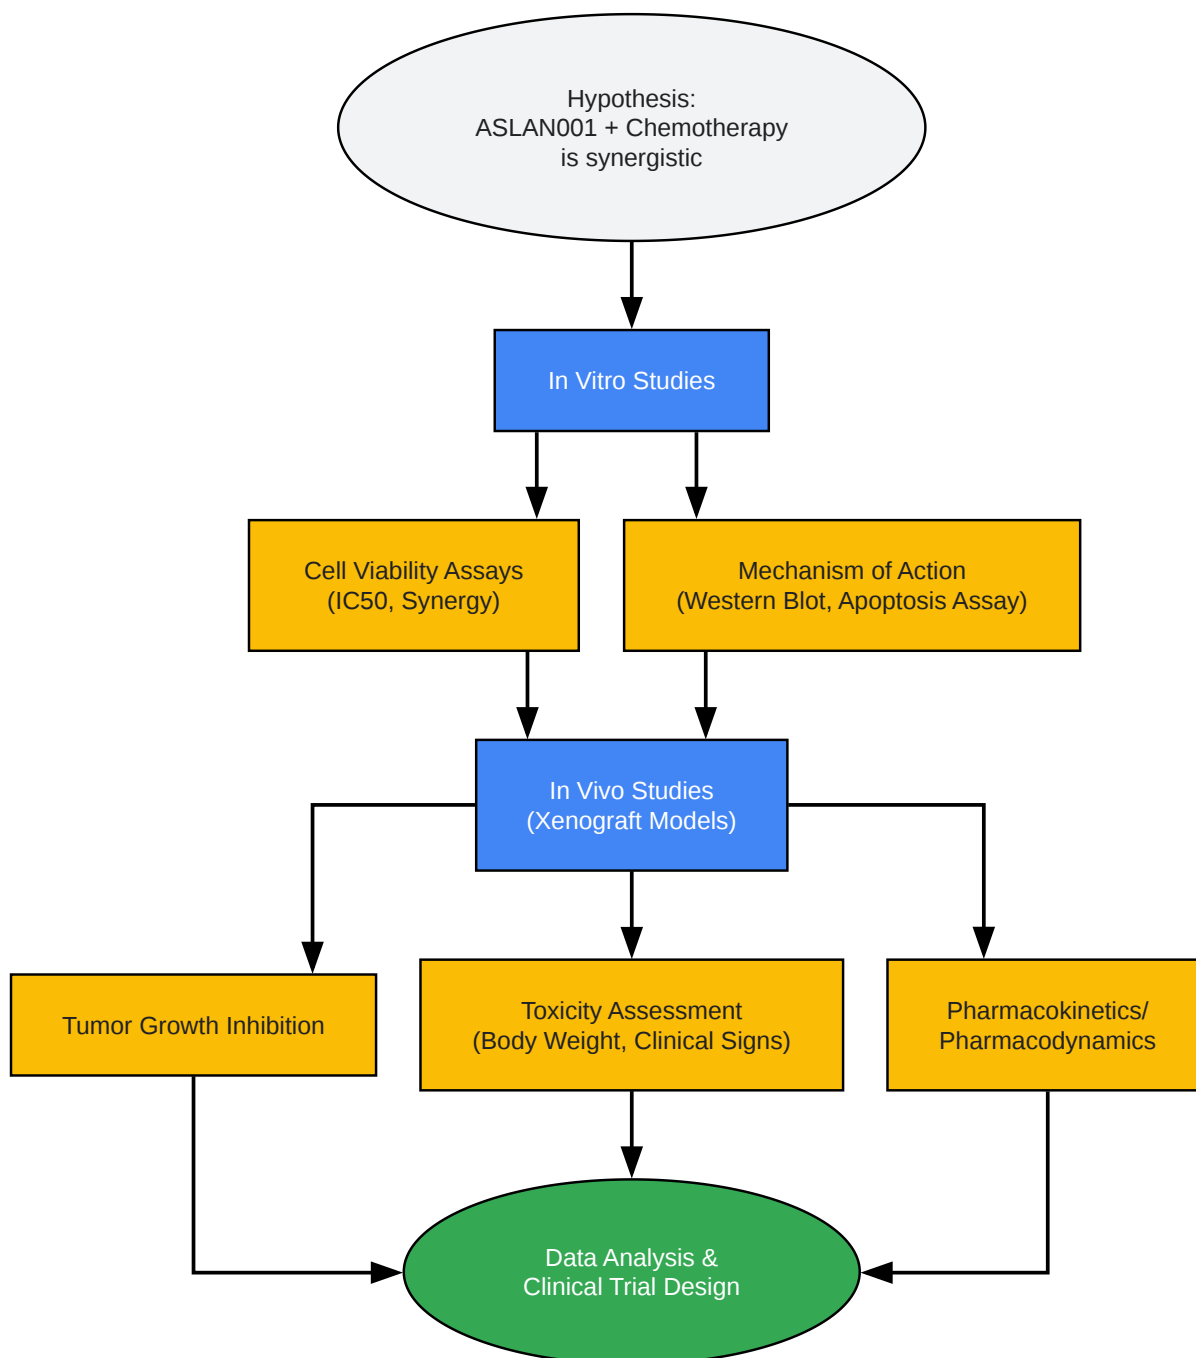 Hypothesis:
ASLAN001 + Chemotherapy
is synergistic
In Vitro Studies
Cell Viability Assays
(IC50, Synergy)
Mechanism of Action
(Western Blot, Apoptosis Assay)
In Vivo Studies
(Xenograft Models)
Tumor Growth Inhibition
Toxicity Assessment
(Body Weight, Clinical Signs)
Pharmacokinetics/
Pharmacodynamics
Data Analysis &
Clinical Trial Design